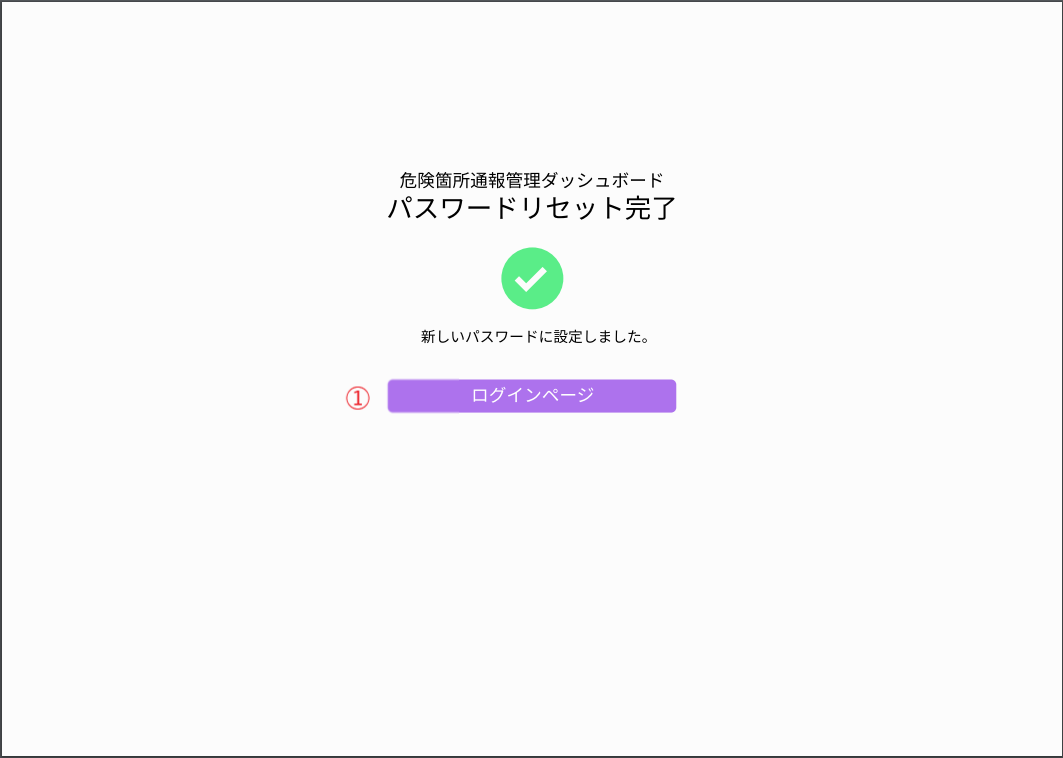 危険箇所通報管理ダッシュボード
パスワードリセット完了
新しいパスワードに設定しました。
① ログインページ